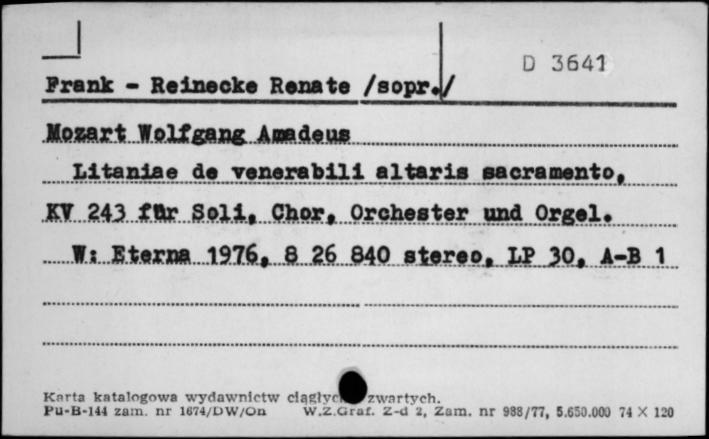 D 3641
Frank - Reinecke Renate /sopr./
Mozart Wolfgang Amadeus
Litaniae de venerabili altaris sacramento,
KV 243 für Soli, Chor, Orchester und Orgel.
W: Eterna 1976, 8 26 840 stereo, LP 30, A-B 1
Karta katalogowa wydawnictw ciągłyc zwartych.
Pu-B-144 zam. nr 1674/DW/On W.Z.Graf. Z-d 2, Zam. nr 988/77, 5.650.000 74 X 120